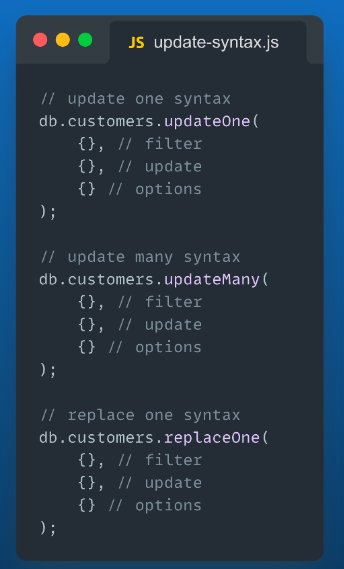 JS update-syntax.js
// update one syntax
db.customers.updateOne(
    {}, // filter
    {}, // update
    {} // options
);
// update many syntax
db.customers.updateMany(
    {}, // filter
    {}, // update
    {} // options
);
// replace one syntax
db.customers.replaceOne(
    {}, // filter
    {}, // update
    {} // options
);